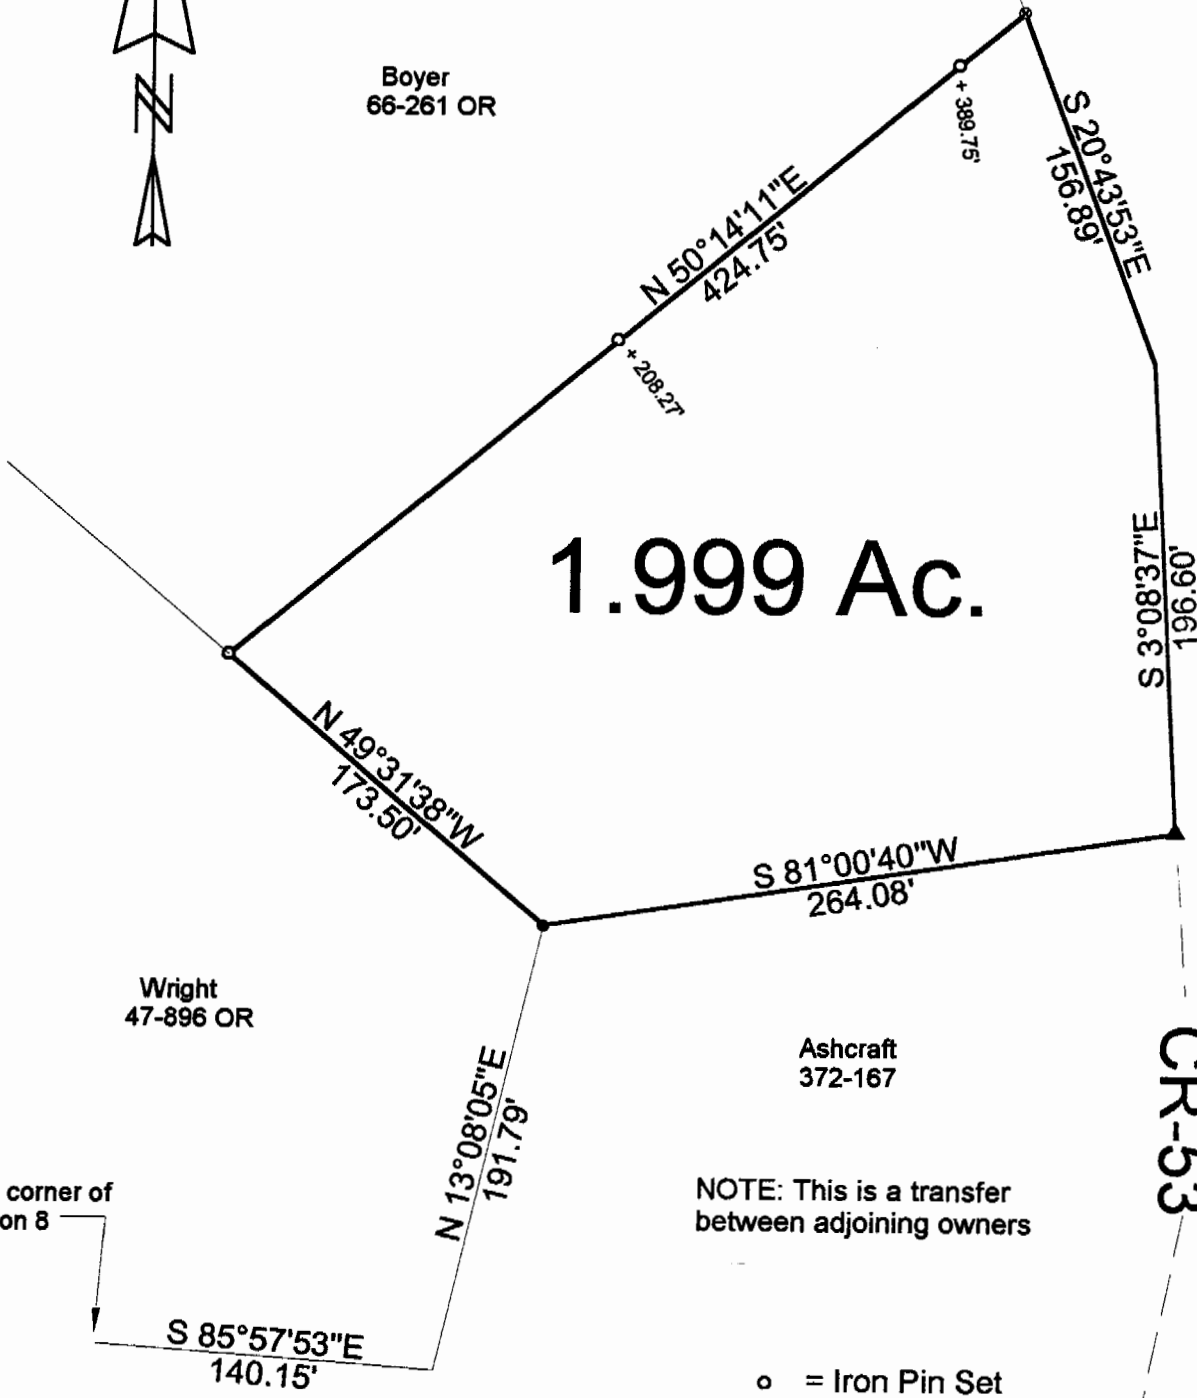 N
Boyer
66-261 OR
+ 389.75'
S 20°43'53"E
156.89'
N 50°14'11"E
424.75'
+ 208.27'
1.999 Ac.
S 3°08'37"E
196.60'
N 49°31'38"W
173.50'
S 81°00'40"W
264.08'
Wright
47-896 OR
Ashcraft
372-167
CR-53
N 13°08'05"E
191.79'
corner of
on 8
NOTE: This is a transfer
between adjoining owners
S 85°57'53"E
140.15'
= Iron Pin Set